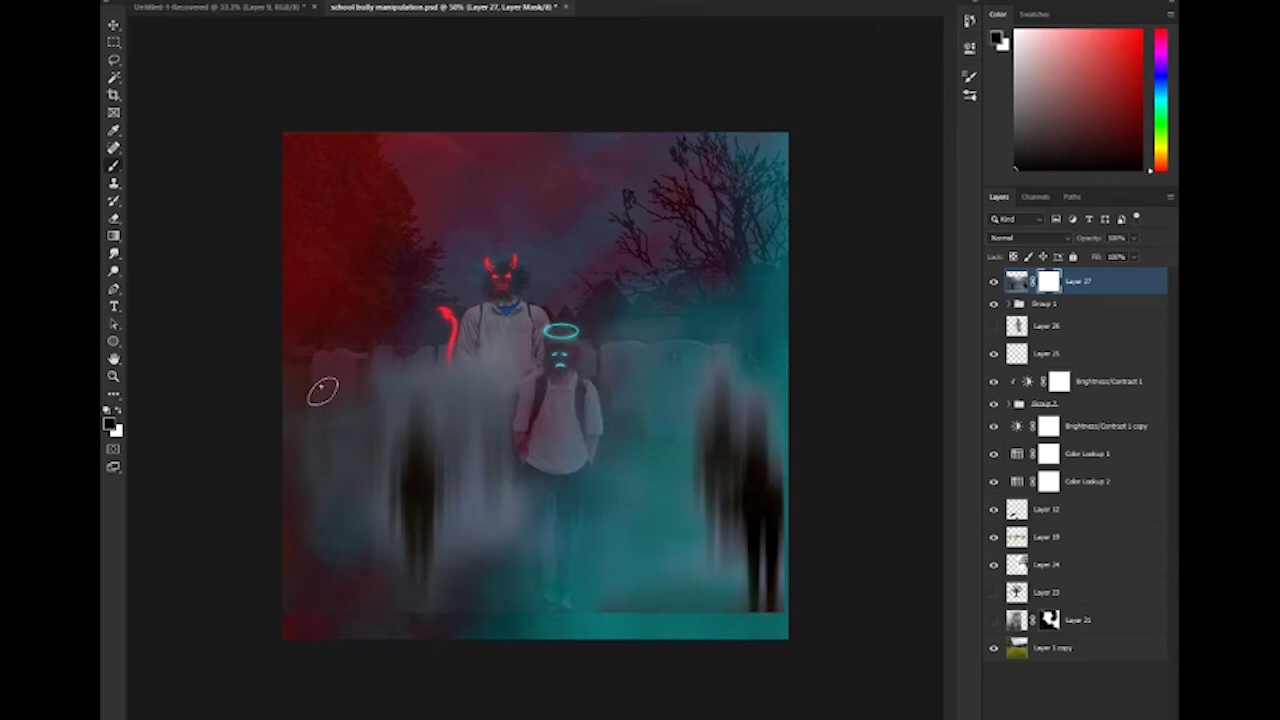 Untitled-1-Recovered @ 33.3% (Layer 9, RGB/8) *
school bully manipulation.psd @ 50% (Layer 27, Layer Mask/8) *
Color
Swatches
Layers
Channels
Paths
Kind
Normal
Opacity: 100%
Lock:
Fill: 100%
Layer 27
Group 1
Layer 26
Layer 25
Brightness/Contrast 1
Group 2
Brightness/Contrast 1 copy
Color Lookup 1
Color Lookup 2
Layer 12
Layer 24
Layer 23
Layer 21
Layer 1 copy